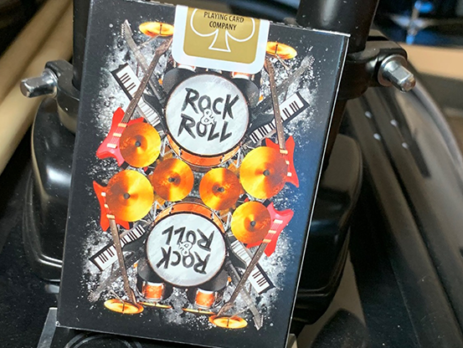 PLAYING CARD
COMPANY
ROCK
&
ROLL
ROCK
&
ROLL